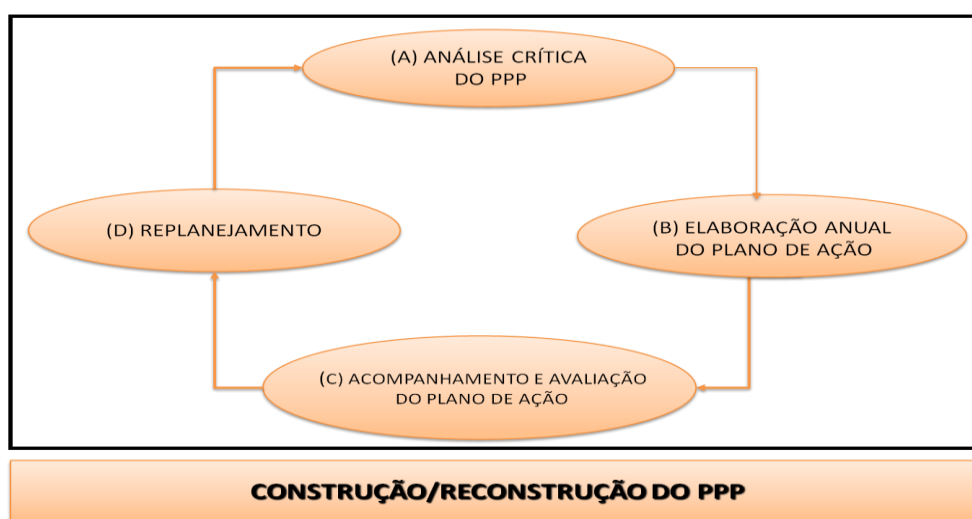 (A) ANÁLISE CRÍTICA
DO PPP
(B) ELABORAÇÃO ANUAL
DO PLANO DE AÇÃO
(C) ACOMPANHAMENTO E AVALIAÇÃO
DO PLANO DE AÇÃO
(D) REPLANEJAMENTO
CONSTRUÇÃO/RECONSTRUÇÃO DO PPP